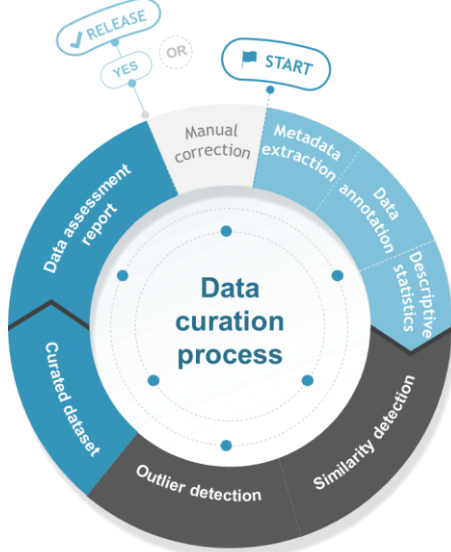 RELEASE
YES
OR
START
Manual
correction
Metadata
extraction
Data
annotation
Descriptive
statistics
Similarity detection
Outlier detection
Curated dataset
Data assessment
report
Data
curation
process